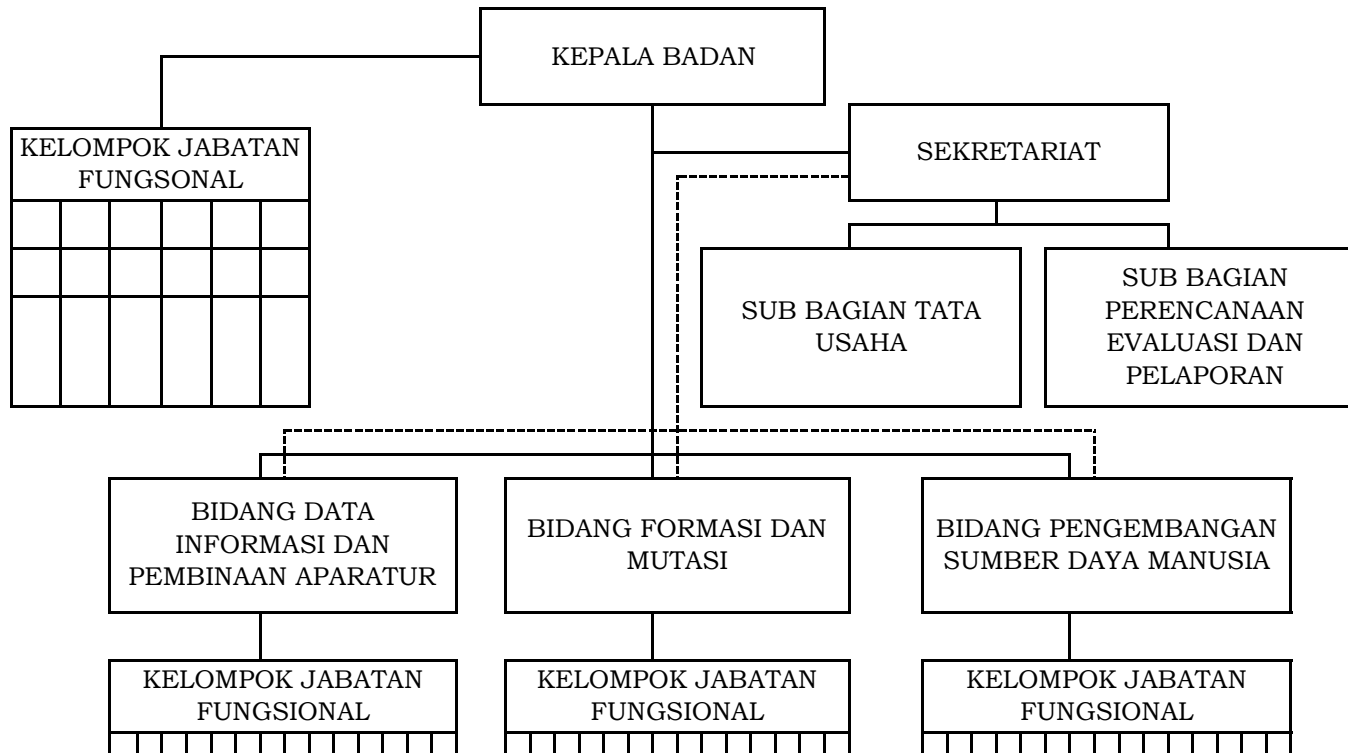 KEPALA BADAN
KELOMPOK JABATAN
FUNGSONAL
SEKRETARIAT
SUB BAGIAN TATA
USAHA
SUB BAGIAN
PERENCANAAN
EVALUASI DAN
PELAPORAN
BIDANG DATA
INFORMASI DAN
PEMBINAAN APARATUR
BIDANG FORMASI DAN
MUTASI
BIDANG PENGEMBANGAN
SUMBER DAYA MANUSIA
KELOMPOK JABATAN
FUNGSIONAL
KELOMPOK JABATAN
FUNGSIONAL
KELOMPOK JABATAN
FUNGSIONAL